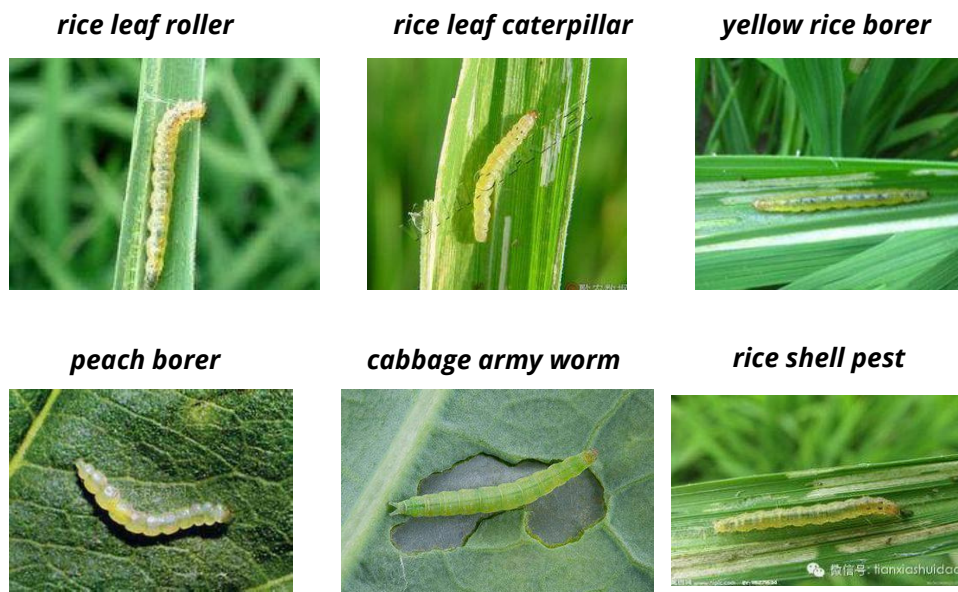 rice leaf roller
rice leaf caterpillar
yellow rice borer
peach borer
cabbage army worm
rice shell pest
微信号: tianxiashuidao